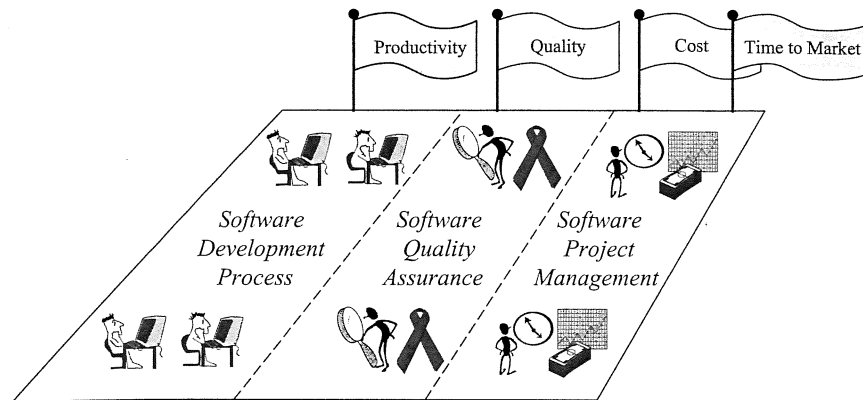 Productivity
Quality
Cost
Time to Market
Software
Development
Process
Software
Quality
Assurance
Software
Project
Management